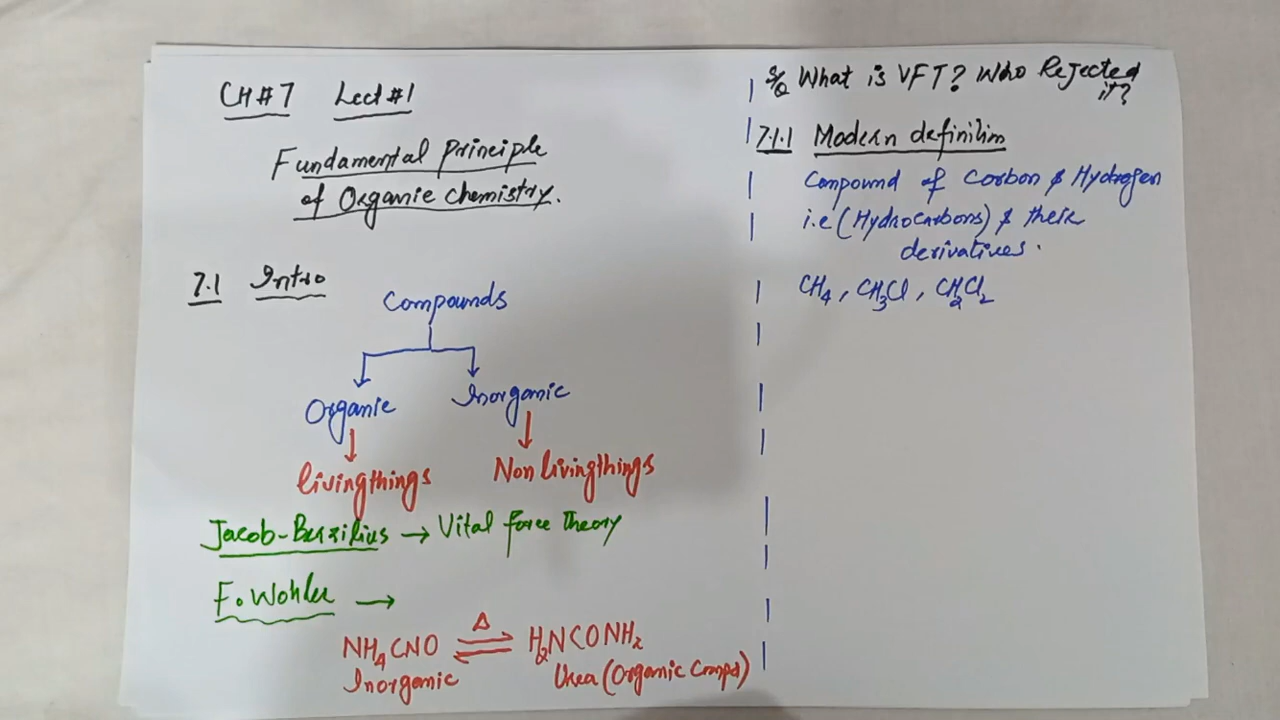 CH#7 Lect#1
Fundamental Principle
of Organic Chemistry.
7.1 Intro
Compounds
Organic Inorganic
livingthings Non livingthings
Jacob-Berzilius → Vital force Theory
F. Wohler →
NH₄CNO ⇌ H₂NCONH₂
Δ
Inorganic Urea (Organic Compd)
S/Q What is VFT? Who Rejected
it?
7.1.1 Modern definition
Compound of Carbon & Hydrogen
i.e (Hydrocarbons) & their
derivatives.
CH₄, CH₃Cl, CH₂Cl₂